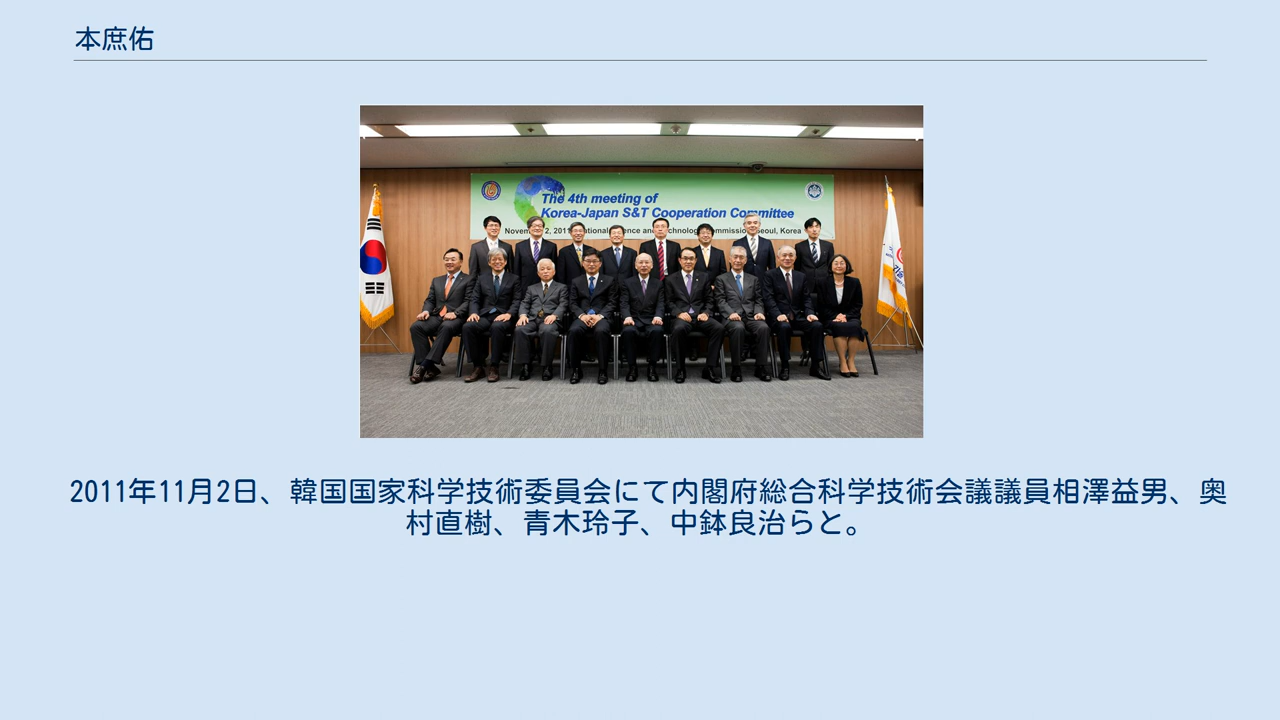 本庶佑
The 4th meeting of
Korea-Japan S&T Cooperation Committee
2011年11月2日、韓国国家科学技術委員会にて内閣府総合科学技術会議議員相澤益男、奥
村直樹、青木玲子、中鉢良治らと。